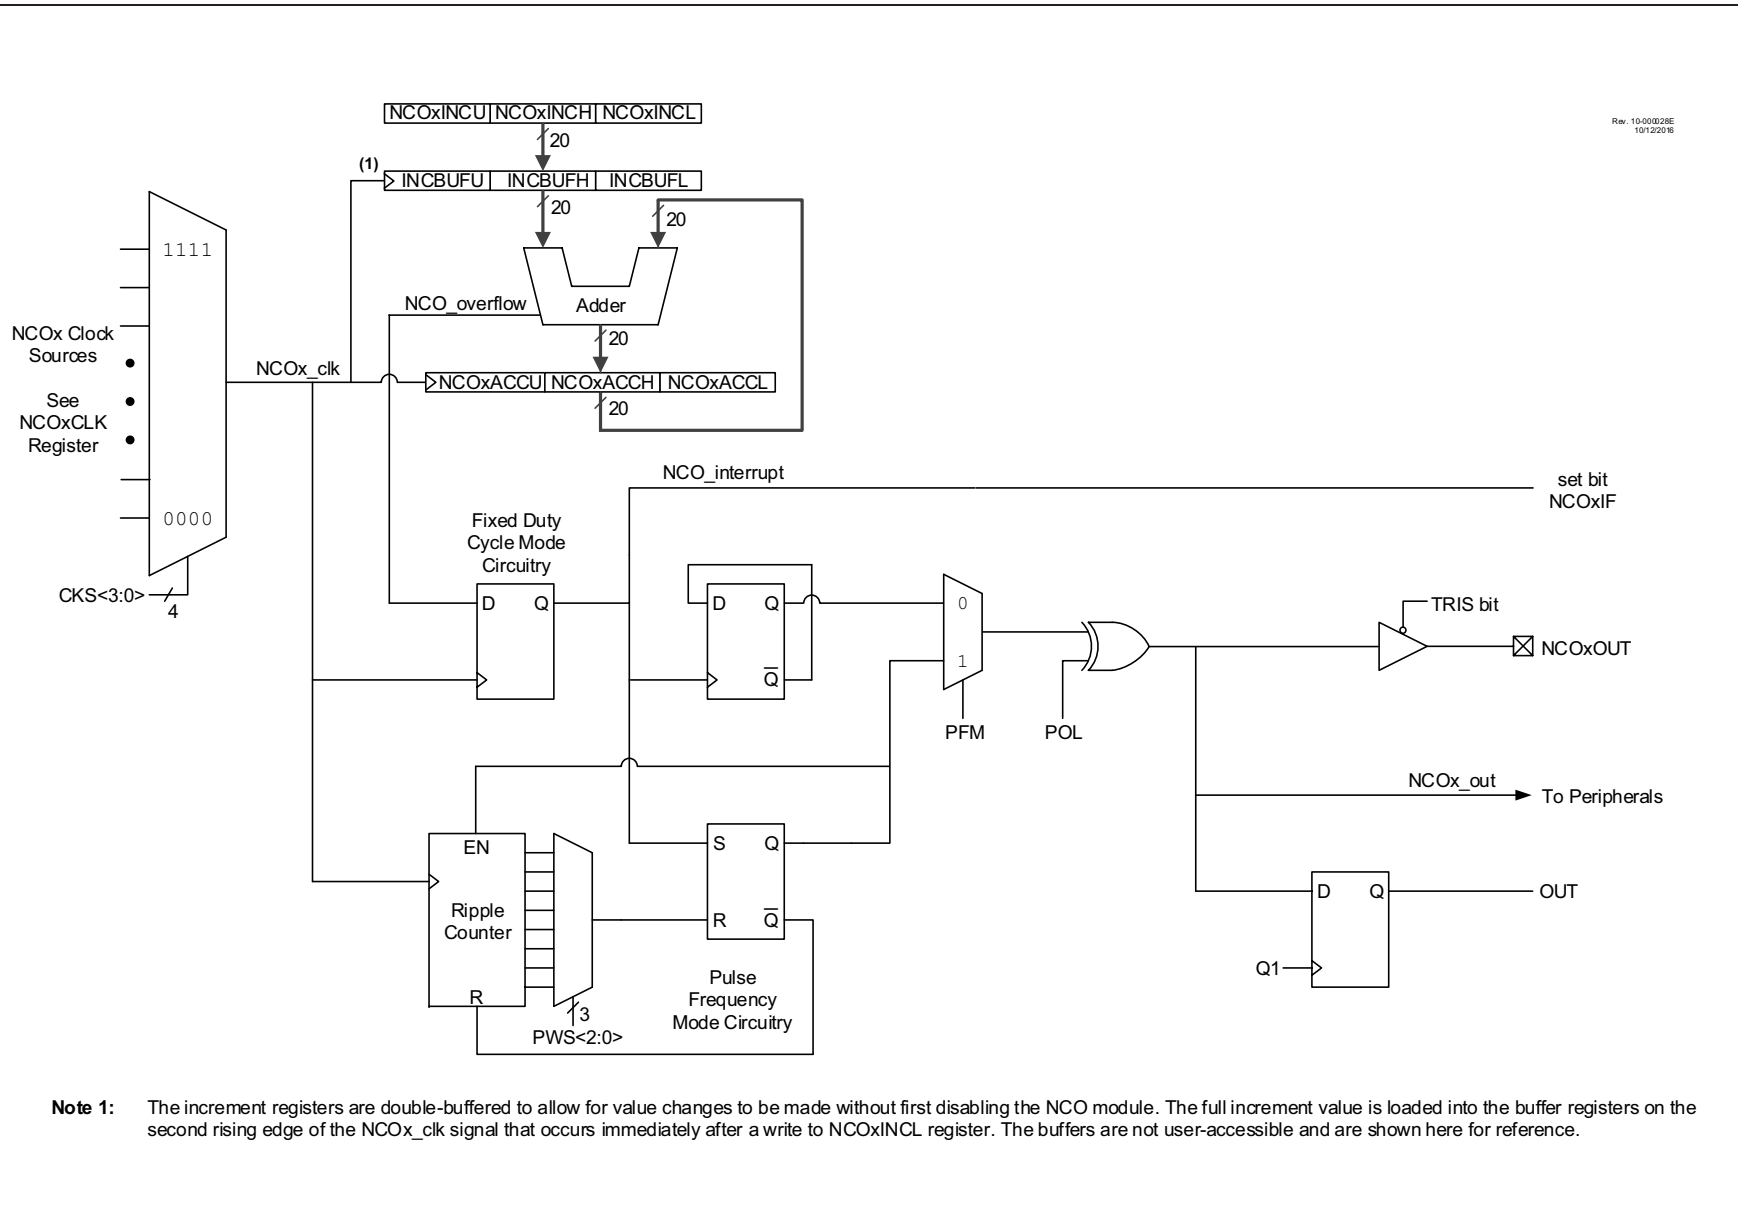 NCOxINCU NCOxINCH NCOxINCL
Rev. 10-000028E
10/12/2016
20
(1)
INCBUFU INCBUFH INCBUFL
20
20
1111
NCO_overflow
Adder
NCOx Clock
Sources
20
NCOx_clk
NCOxACCU NCOxACCH NCOxACCL
See
NCOxCLK
Register
20
NCO_interrupt
set bit
NCOxIF
0000
Fixed Duty
Cycle Mode
Circuitry
CKS<3:0>
4
D Q
D Q
Q
0
1
TRIS bit
NCOxOUT
PFM
POL
NCOx_out
To Peripherals
EN
S Q
R Q
Ripple
Counter
R
D Q
OUT
Q1
3
PWS<2:0>
Pulse
Frequency
Mode Circuitry
Note 1: The increment registers are double-buffered to allow for value changes to be made without first disabling the NCO module. The full increment value is loaded into the buffer registers on the
second rising edge of the NCOx_clk signal that occurs immediately after a write to NCOxINCL register. The buffers are not user-accessible and are shown here for reference.